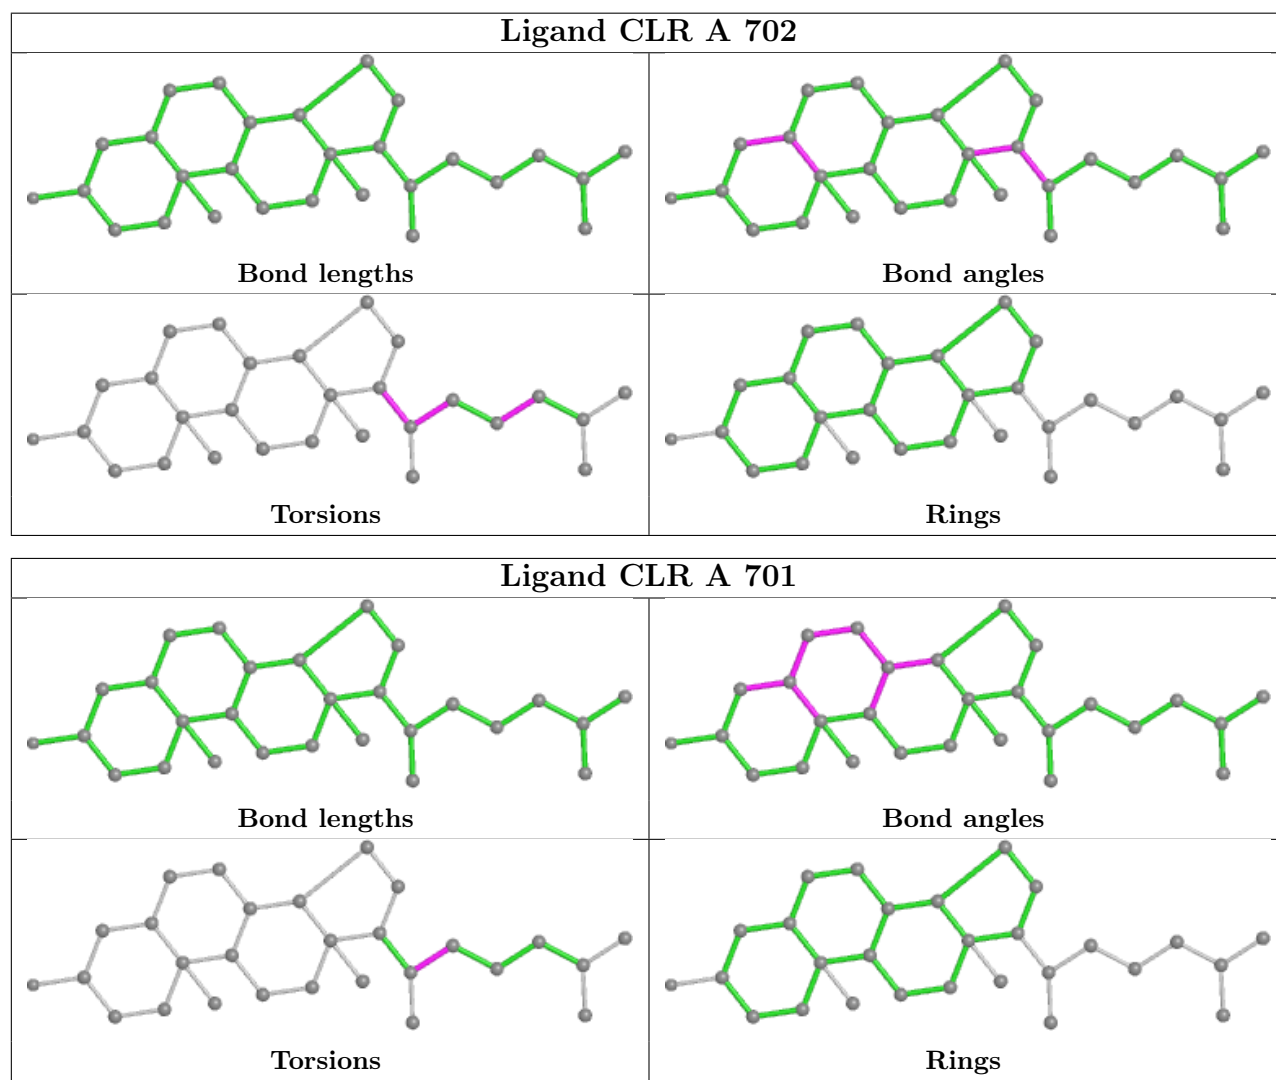 Ligand CLR A 702
Bond lengths
Bond angles
Torsions
Rings
Ligand CLR A 701
Bond lengths
Bond angles
Torsions
Rings